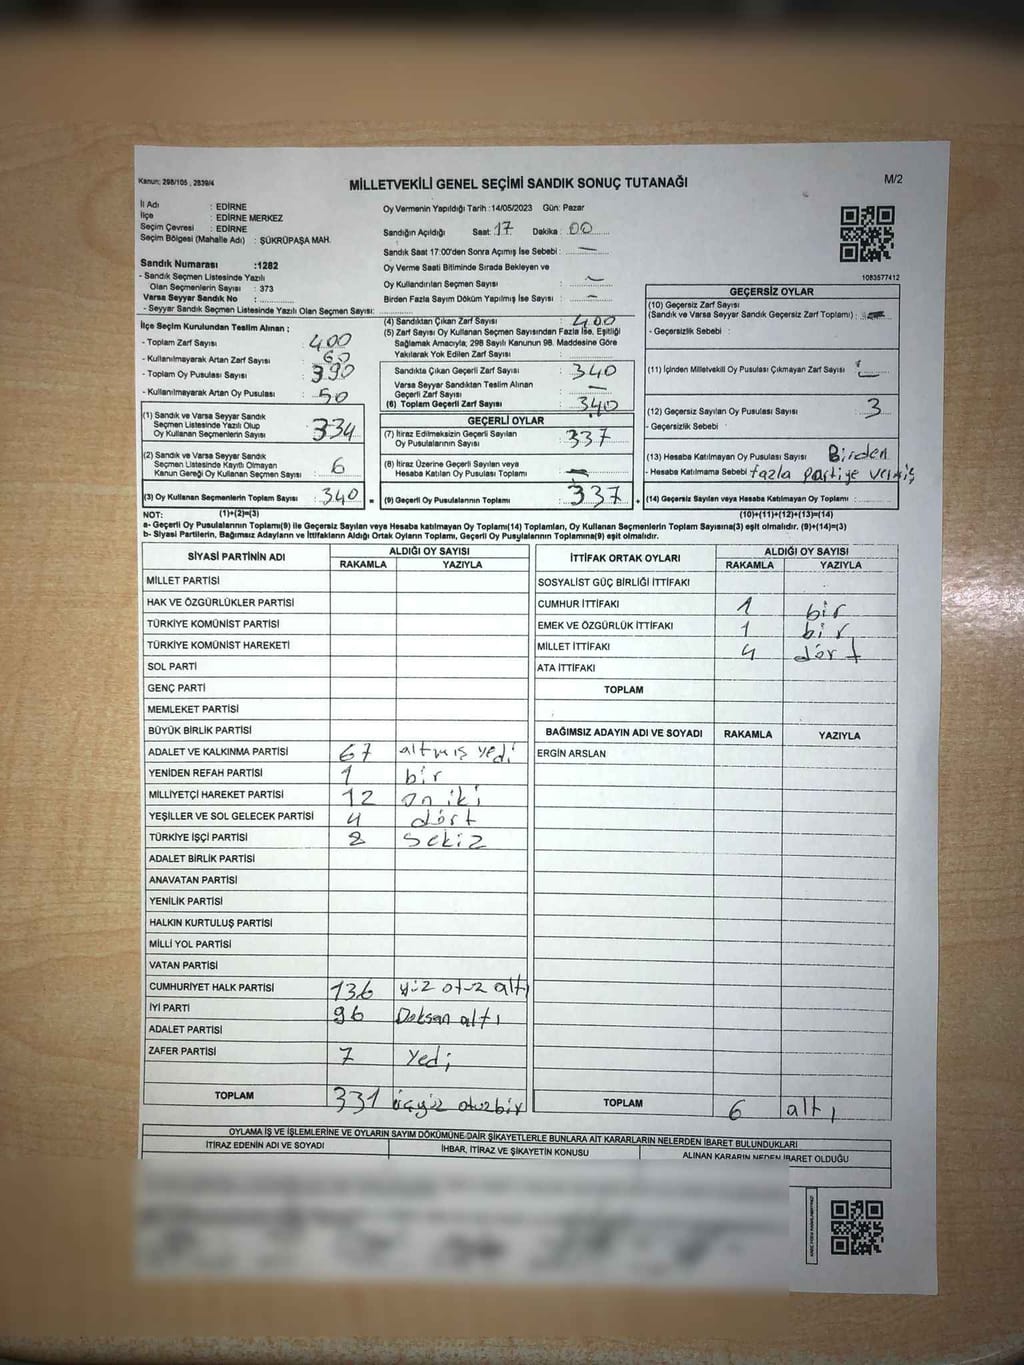 Kanun: 298/105 , 2839/4
MİLLETVEKİLİ GENEL SEÇİMİ SANDIK SONUÇ TUTANAĞI
M/2
İl Adı : EDİRNE
İlçe : EDİRNE MERKEZ
Seçim Çevresi : EDİRNE
Seçim Bölgesi (Mahalle Adı) : ŞÜKRÜPAŞA MAH.
Sandık Numarası :1282
- Sandık Seçmen Listesinde Yazılı
Olan Seçmenlerin Sayısı : 373
Varsa Seyyar Sandık No :
- Seyyar Sandık Seçmen Listesinde Yazılı Olan Seçmen Sayısı:
Oy Vermenin Yapıldığı Tarih :14/05/2023 Gün: Pazar
Sandığın Açıldığı Saat: 17 Dakika : 00
Sandık Saat 17:00'den Sonra Açımış İse Sebebi : —
Oy Verme Saati Bitiminde Sırada Bekleyen ve
Oy Kullandırılan Seçmen Sayısı : —
Birden Fazla Sayım Döküm Yapılmış İse Sayısı : —
1083577412
İlçe Seçim Kurulundan Teslim Alınan ;
- Toplam Zarf Sayısı : 400
- Kullanılmayarak Artan Zarf Sayısı : 60
- Toplam Oy Pusulası Sayısı : 390
- Kullanılmayarak Artan Oy Pusulası : 50
(1) Sandık ve Varsa Seyyar Sandık
Seçmen Listesinde Yazılı Olup
Oy Kullanan Seçmenlerin Sayısı : 334
(2) Sandık ve Varsa Seyyar Sandık
Seçmen Listesinde Kayıtlı Olmayan
Kanun Gereği Oy Kullanan Seçmen Sayısı : 6
(3) Oy Kullanan Seçmenlerin Toplam Sayısı : 340
(1)+(2)=(3)
(4) Sandıktan Çıkan Zarf Sayısı : 400
(5) Zarf Sayısı Oy Kullanan Seçmen Sayısından Fazla İse, Eşitliği
Sağlamak Amacıyla; 298 Sayılı Kanunun 98. Maddesine Göre
Yakılarak Yok Edilen Zarf Sayısı :
Sandıkta Çıkan Geçerli Zarf Sayısı : 340
Varsa Seyyar Sandıktan Teslim Alınan
Geçerli Zarf Sayısı : —
(6) Toplam Geçerli Zarf Sayısı : 340
GEÇERLİ OYLAR
(7) İtiraz Edilmeksizin Geçerli Sayılan
Oy Pusulalarının Sayısı : 337
(8) İtiraz Üzerine Geçerli Sayılan veya
Hesaba Katılan Oy Pusulası Toplamı : —
(9) Geçerli Oy Pusulalarının Toplamı : 337
GEÇERSİZ OYLAR
(10) Geçersiz Zarf Sayısı
(Sandık ve Varsa Seyyar Sandık Geçersiz Zarf Toplamı) :
- Geçersizlik Sebebi :
(11) İçinden Milletvekili Oy Pusulası Çıkmayan Zarf Sayısı :
(12) Geçersiz Sayılan Oy Pusulası Sayısı : 3
- Geçersizlik Sebebi
(13) Hesaba Katılmayan Oy Pusulası Sayısı : Birden
- Hesaba Katılmama Sebebi : fazla partiye vermiş
(14) Geçersiz Sayılan veya Hesaba Katılmayan Oy Toplamı :
(10)+(11)+(12)+(13)=(14)
NOT:
a- Geçerli Oy Pusulalarının Toplamı(9) ile Geçersiz Sayılan veya Hesaba katılmayan Oy Toplamı(14) Toplamları, Oy Kullanan Seçmenlerin Toplam Sayısına(3) eşit olmalıdır. (9)+(14)=(3)
b- Siyasi Partilerin, Bağımsız Adayların ve İttifakların Aldığı Ortak Oyların Toplamı, Geçerli Oy Pusulalarının Toplamına(9) eşit olmalıdır.
SİYASİ PARTİNİN ADI
ALDIĞI OY SAYISI
RAKAMLA YAZIYLA
MİLLET PARTİSİ
HAK VE ÖZGÜRLÜKLER PARTİSİ
TÜRKİYE KOMÜNİST PARTİSİ
TÜRKİYE KOMÜNİST HAREKETİ
SOL PARTİ
GENÇ PARTİ
MEMLEKET PARTİSİ
BÜYÜK BİRLİK PARTİSİ
ADALET VE KALKINMA PARTİSİ 67 altmış yedi
YENİDEN REFAH PARTİSİ 1 bir
MİLLİYETÇİ HAREKET PARTİSİ 12 on iki
YEŞİLLER VE SOL GELECEK PARTİSİ 4 dört
TÜRKİYE İŞÇİ PARTİSİ 8 sekiz
ADALET BİRLİK PARTİSİ
ANAVATAN PARTİSİ
YENİLİK PARTİSİ
HALKIN KURTULUŞ PARTİSİ
MİLLİ YOL PARTİSİ
VATAN PARTİSİ
CUMHURİYET HALK PARTİSİ 136 yüz otuz altı
İYİ PARTİ 96 Doksan altı
ADALET PARTİSİ
ZAFER PARTİSİ 7 Yedi
TOPLAM 331 üçyüz otuzbir
İTTİFAK ORTAK OYLARI
ALDIĞI OY SAYISI
RAKAMLA YAZIYLA
SOSYALİST GÜÇ BİRLİĞİ İTTİFAKI
CUMHUR İTTİFAKI 1 bir
EMEK VE ÖZGÜRLÜK İTTİFAKI 1 bir
MİLLET İTTİFAKI 4 dört
ATA İTTİFAKI
TOPLAM
BAĞIMSIZ ADAYIN ADI VE SOYADI RAKAMLA YAZIYLA
ERGİN ARSLAN
TOPLAM 6 altı
OYLAMA İŞ VE İŞLEMLERİNE VE OYLARIN SAYIM DÖKÜMÜNE DAİR ŞİKAYETLERLE BUNLARA AİT KARARLARIN NELERDEN İBARET BULUNDUKLARI
İTİRAZ EDENİN ADI VE SOYADI
İHBAR, İTİRAZ VE ŞİKAYETİN KONUSU
ALINAN KARARIN NEDEN İBARET OLDUĞU